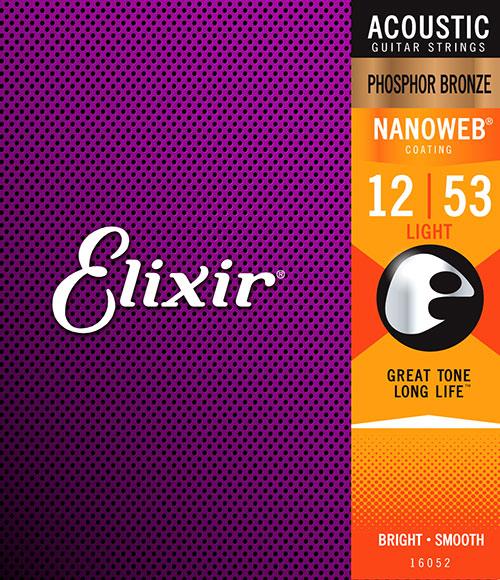 ACOUSTIC
GUITAR STRINGS
PHOSPHOR BRONZE
NANOWEB®
COATING
12 | 53
LIGHT
Elixir®
GREAT TONE
LONG LIFE™
BRIGHT • SMOOTH
16052